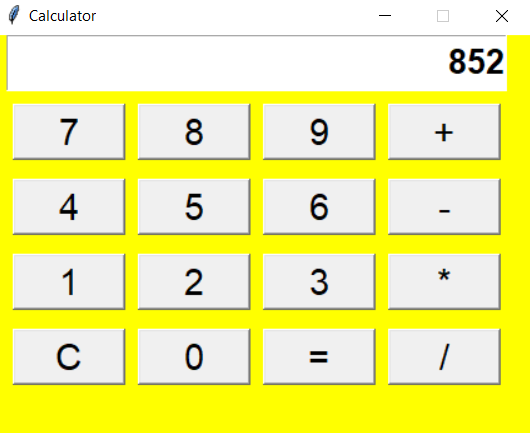 Calculator
852
7 8 9 +
4 5 6 -
1 2 3 *
C 0 = /